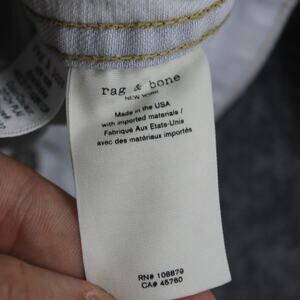 rag & bone
NEW YORK
Made in the USA
with imported materials /
Fabriqué Aux Etats-Unis
avec des matériaux importés
RN# 108879
CA# 45760